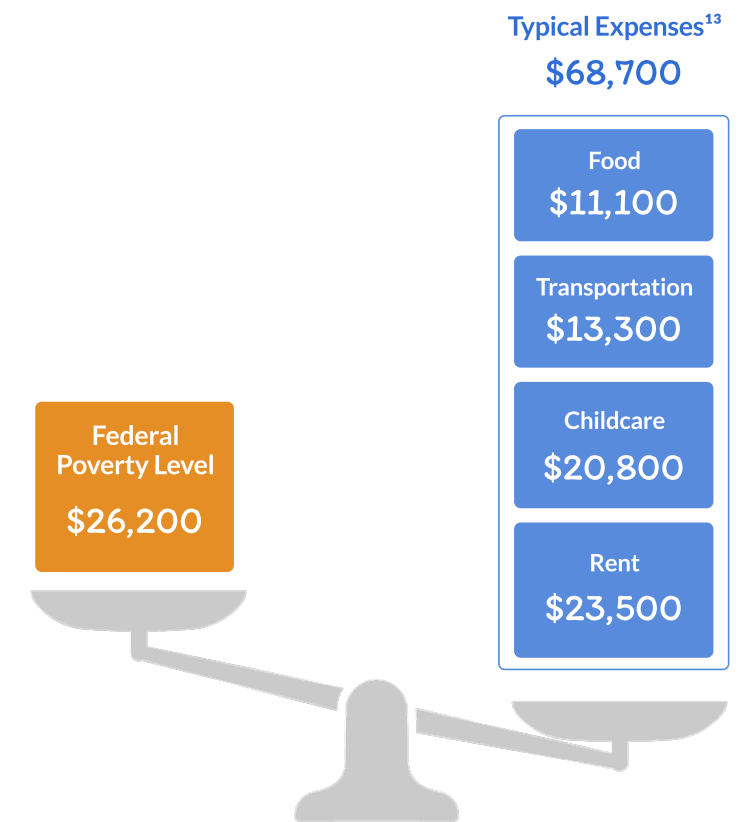 Typical Expenses¹³
$68,700
Food
$11,100
Transportation
$13,300
Childcare
$20,800
Rent
$23,500
Federal
Poverty Level
$26,200